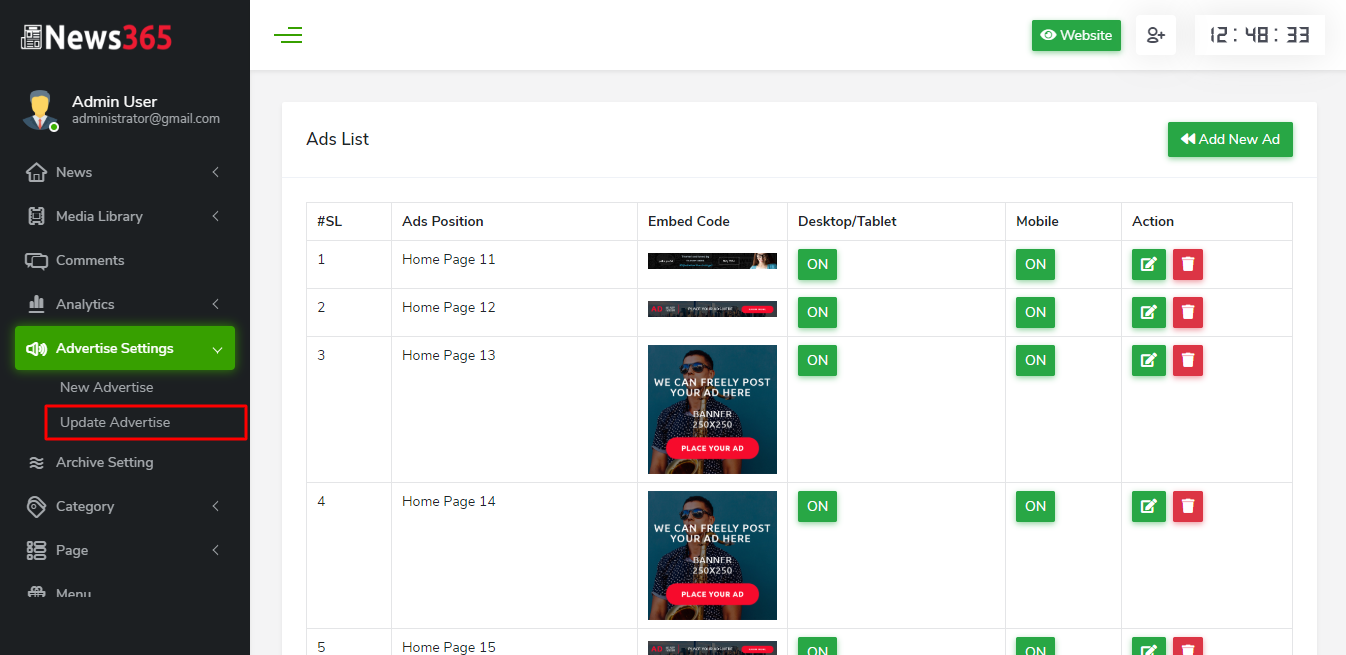 News365
Website
12:48:33
Admin User
administrator@gmail.com
News
Media Library
Comments
Analytics
Advertise Settings
New Advertise
Update Advertise
Archive Setting
Category
Page
Menu
Ads List
Add New Ad
#SL Ads Position Embed Code Desktop/Tablet Mobile Action
1 Home Page 11 ON ON
2 Home Page 12 ON ON
3 Home Page 13 ON ON
WE CAN FREELY POST
YOUR AD HERE
BANNER
250X250
PLACE YOUR AD
4 Home Page 14 ON ON
WE CAN FREELY POST
YOUR AD HERE
BANNER
250X250
PLACE YOUR AD
5 Home Page 15 ON ON